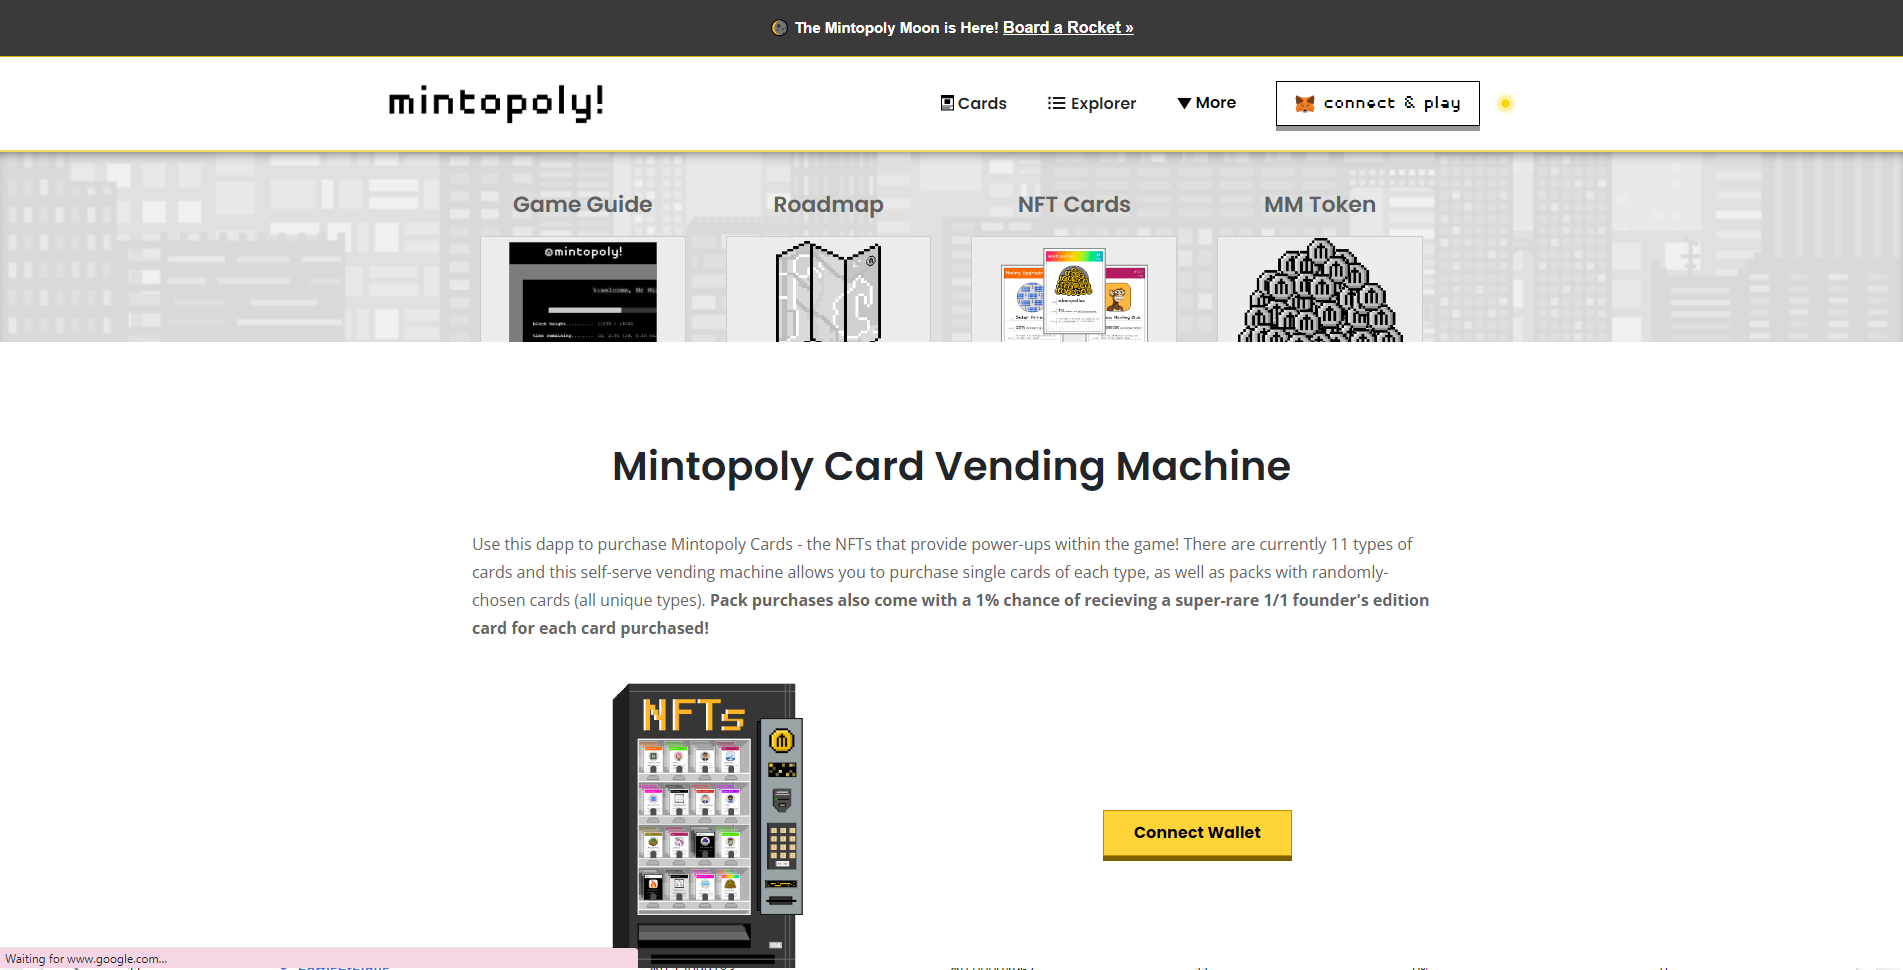 The Mintopoly Moon is Here! Board a Rocket »
mintopoly!
Cards
Explorer
More
connect & play
Game Guide
Roadmap
NFT Cards
MM Token
@mintopoly!
Mintopoly Card Vending Machine
Use this dapp to purchase Mintopoly Cards - the NFTs that provide power-ups within the game! There are currently 11 types of
cards and this self-serve vending machine allows you to purchase single cards of each type, as well as packs with randomly-
chosen cards (all unique types). Pack purchases also come with a 1% chance of recieving a super-rare 1/1 founder's edition
card for each card purchased!
NFTs
Connect Wallet
Waiting for www.google.com...